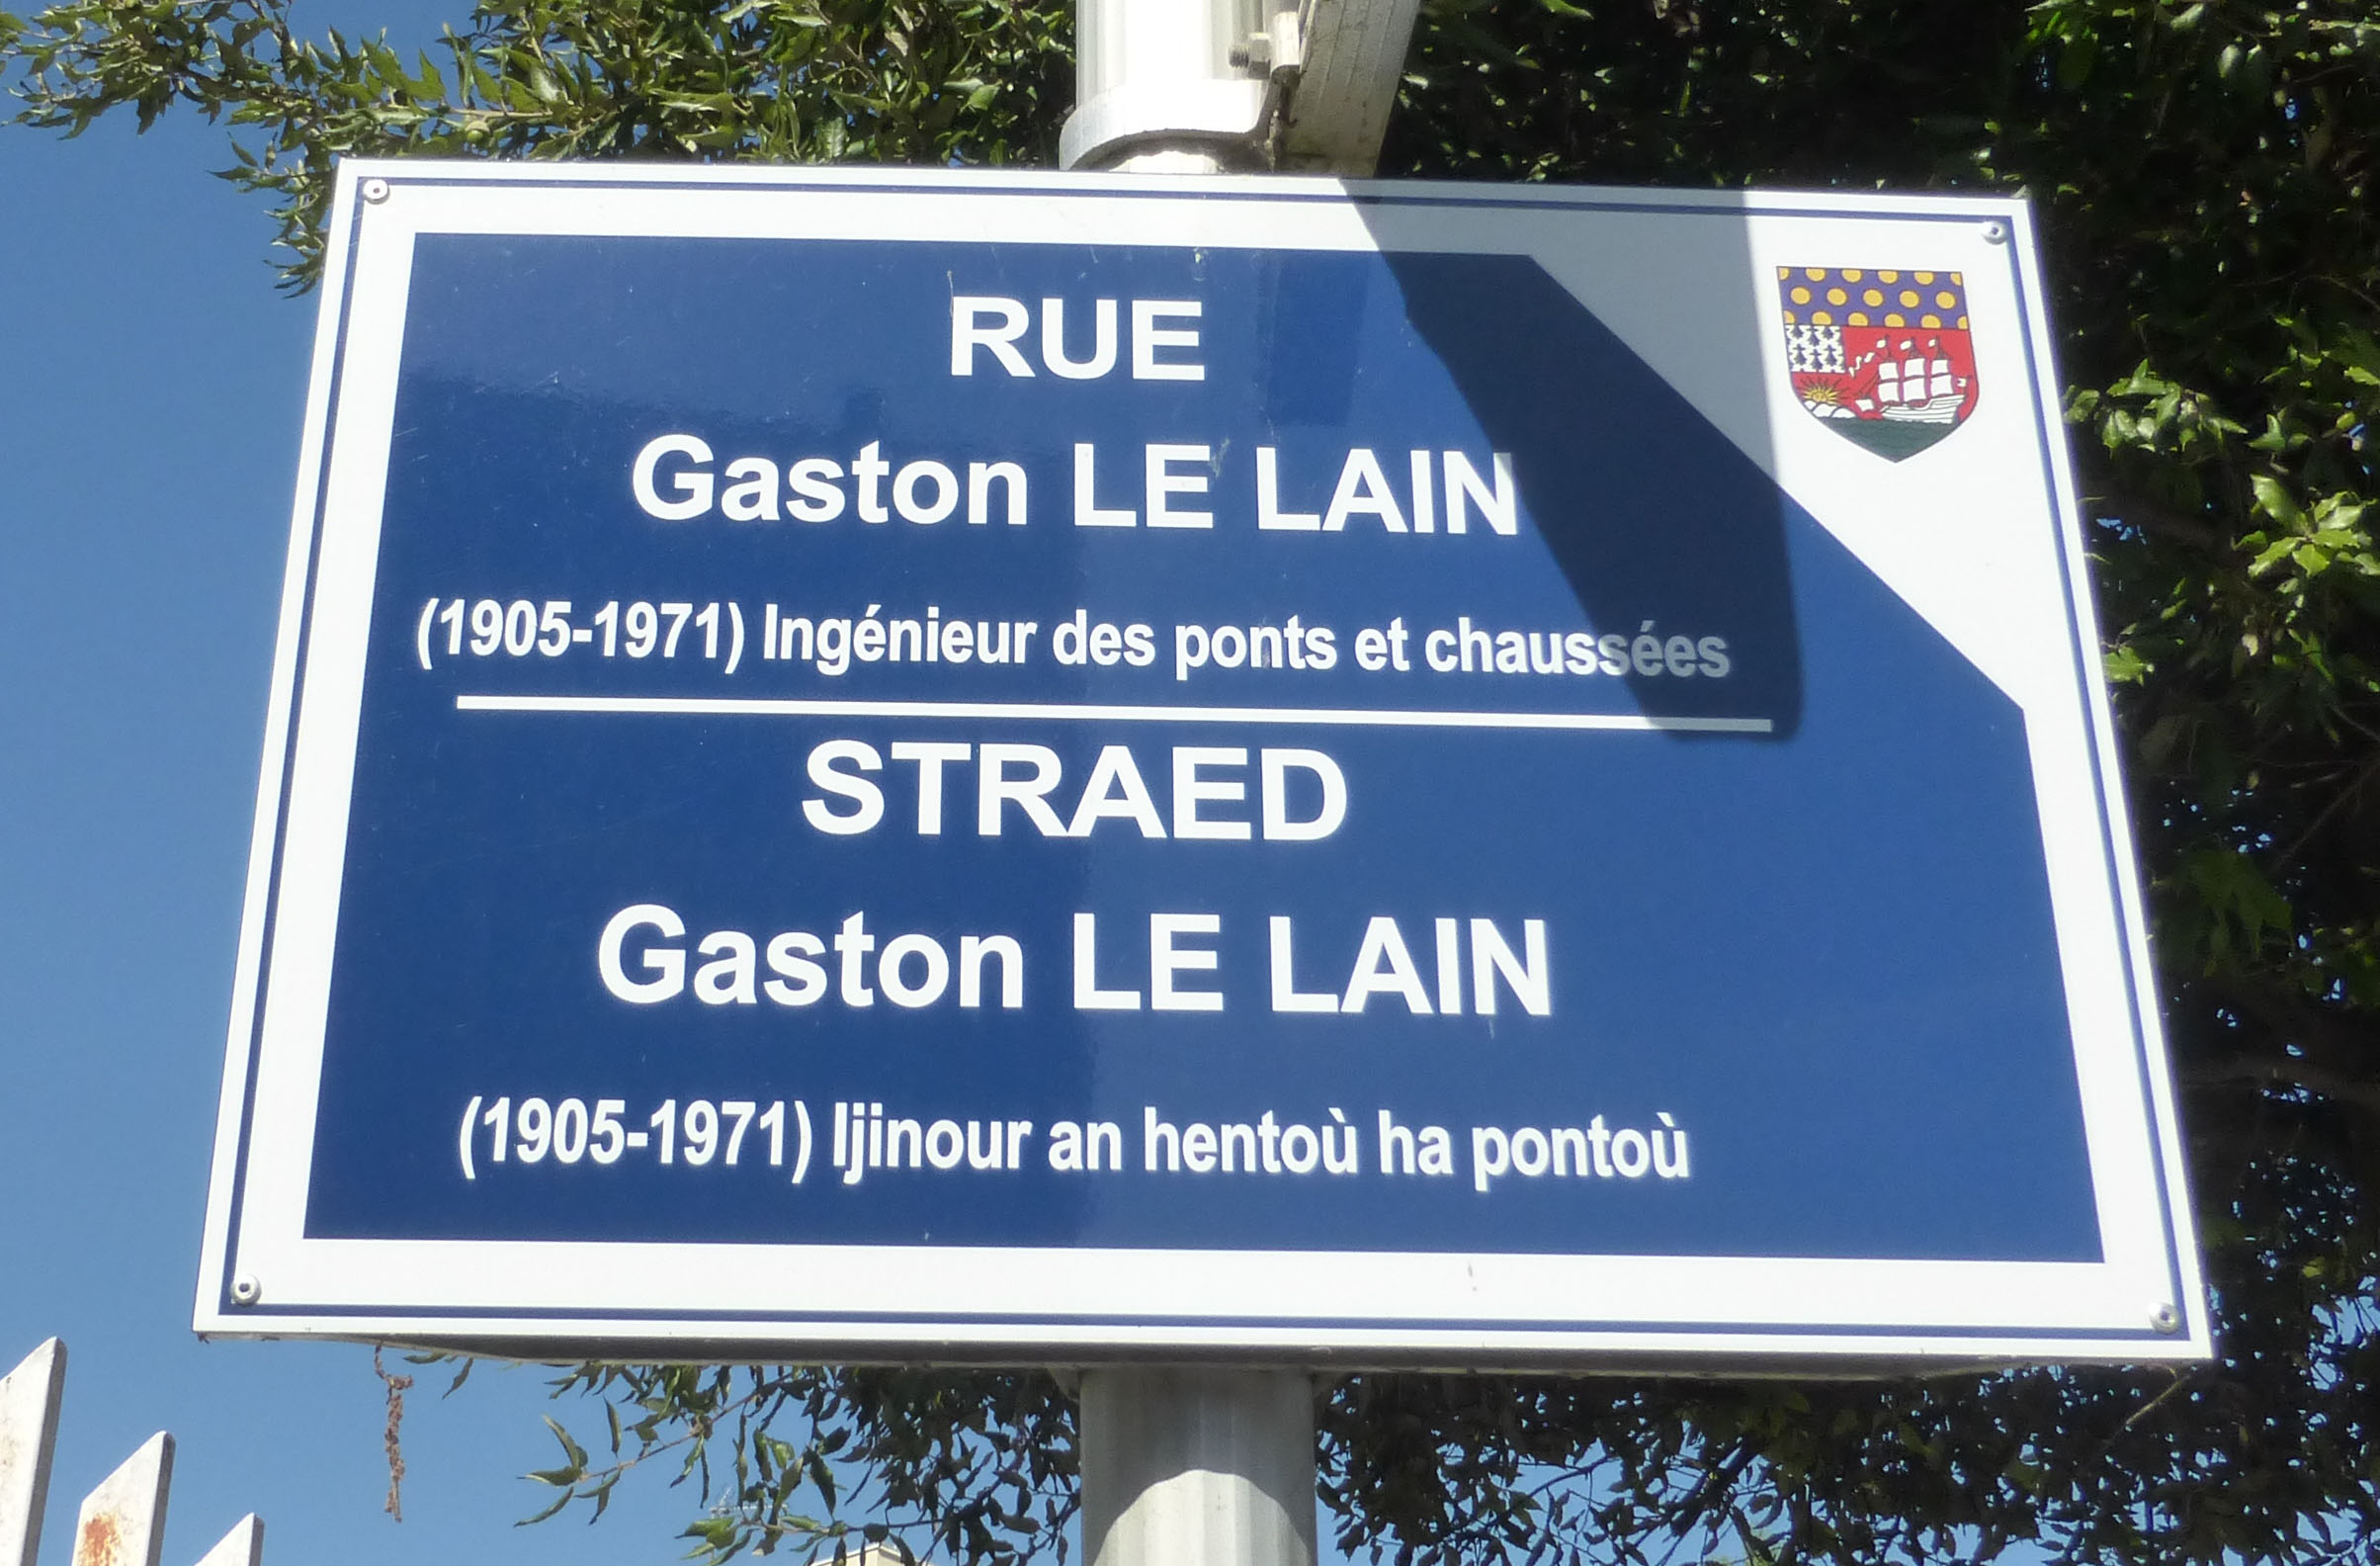 RUE
Gaston LE LAIN
(1905-1971) Ingénieur des ponts et chaussées
STRAED
Gaston LE LAIN
(1905-1971) Ijinour an hentoù ha pontoù